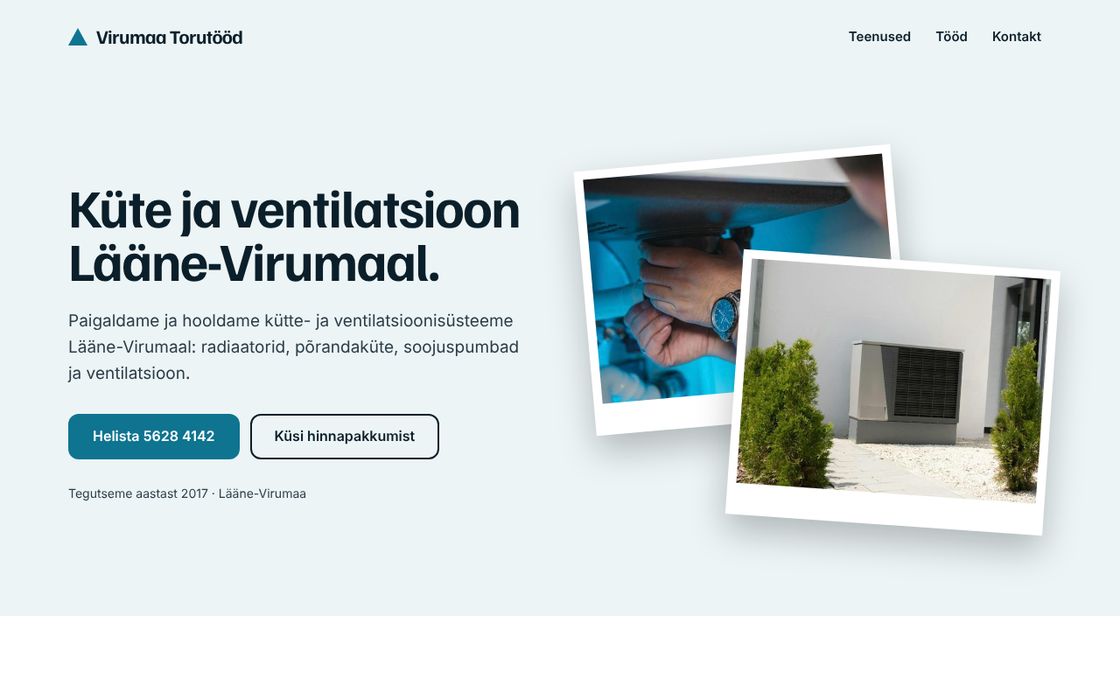 Virumaa Torutööd
Teenused
Tööd
Kontakt
Küte ja ventilatsioon
Lääne-Virumaal.
Paigaldame ja hooldame kütte- ja ventilatsioonisüsteeme
Lääne-Virumaal: radiaatorid, põrandaküte, soojuspumbad
ja ventilatsioon.
Helista 5628 4142
Küsi hinnapakkumist
Tegutseme aastast 2017 · Lääne-Virumaa